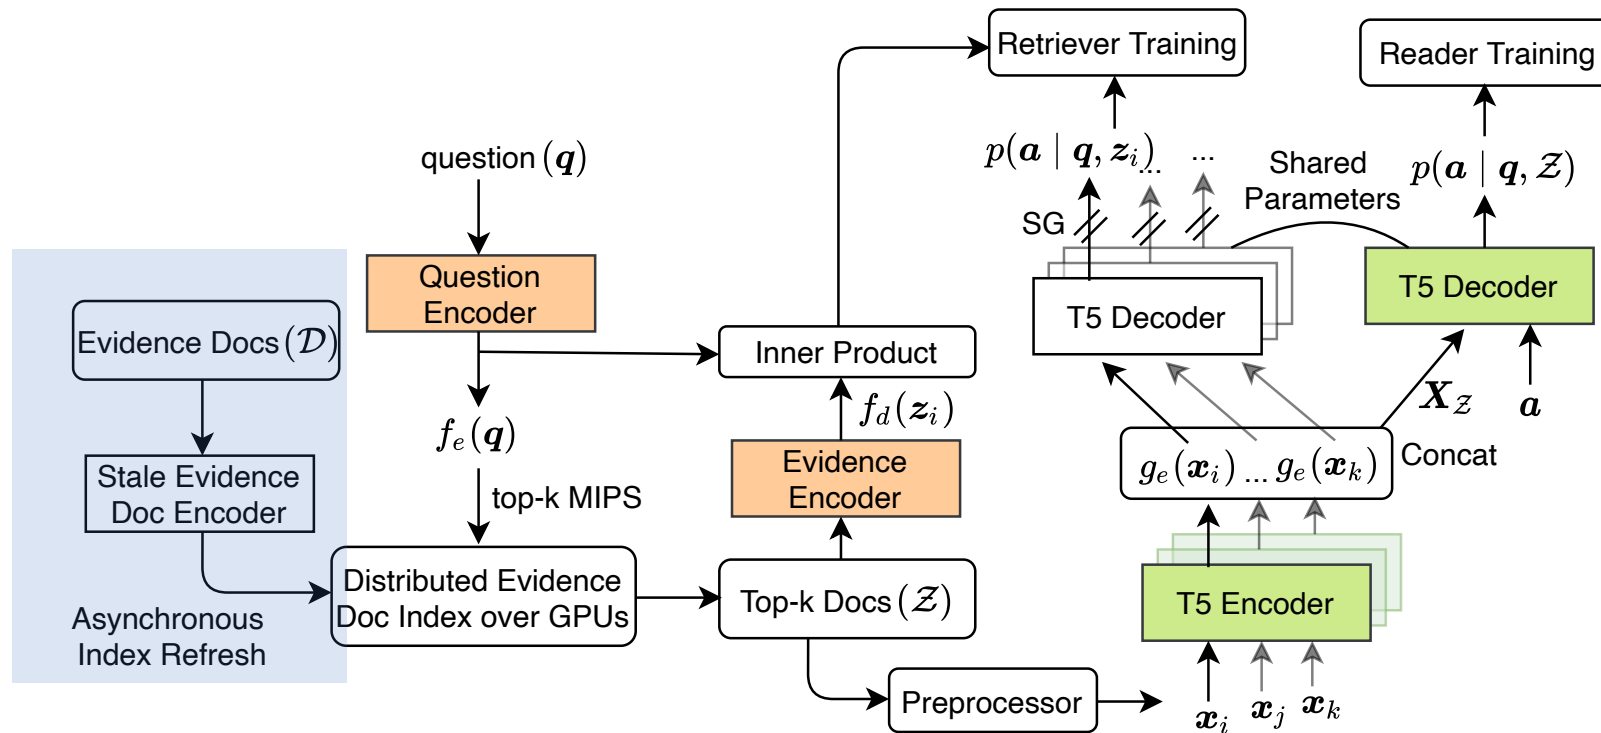 Retriever Training
Reader Training
question (q)
p(a | q, z_i)
...
...
Shared
Parameters
p(a | q, Z)
SG
Question
Encoder
T5 Decoder
T5 Decoder
Evidence Docs (D)
Inner Product
f_e(q)
f_d(z_i)
X_Z
a
Stale Evidence
Doc Encoder
top-k MIPS
Evidence
Encoder
g_e(x_i) ... g_e(x_k)
Concat
Distributed Evidence
Doc Index over GPUs
Top-k Docs (Z)
T5 Encoder
Asynchronous
Index Refresh
Preprocessor
x_i x_j x_k